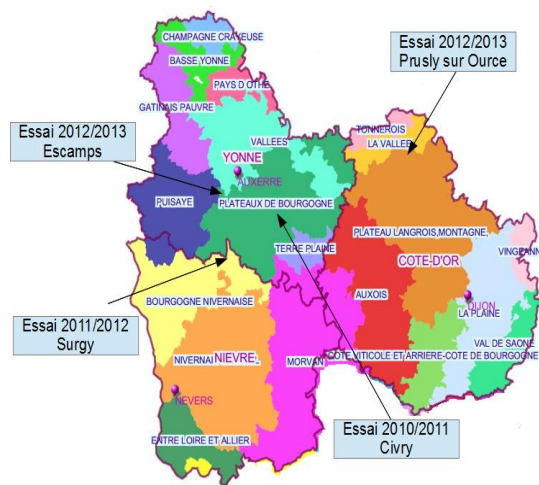 CHAMPAGNE CRAYEUSE
BASSE YONNE
PAYS D'OTHE
GATINAIS PAUVRE
Essai 2012/2013
Prusly sur Ource
Essai 2012/2013
Escamps
VALLEES
YONNE
AUXERRE
TONNEROIS
LA VALLEE
PUISAYE
PLATEAUX DE BOURGOGNE
TERRE PLAINE
PLATEAU LANGROIS,MONTAGNE,
VINGEANN
COTE-D'OR
BOURGOGNE NIVERNAISE
AUXOIS
DIJON
LA PLAINE
Essai 2011/2012
Surgy
NIEVRE
MORVAN
COTE VITICOLE ET ARRIERE-COTE DE BOURGOGNE
VAL DE SAONE
NEVERS
ENTRE LOIRE ET ALLIER
Essai 2010/2011
Civry